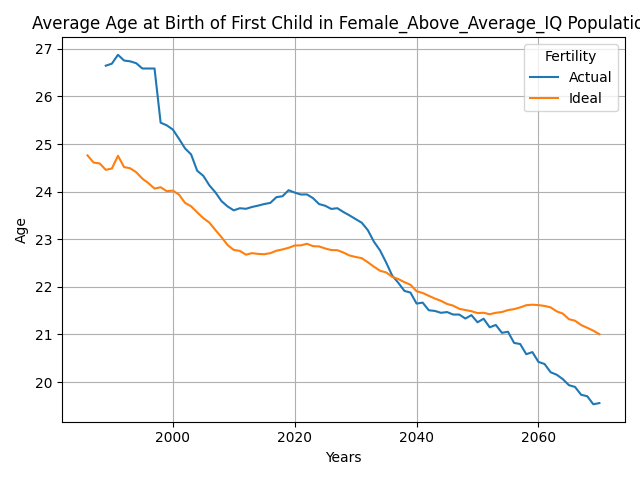 Average Age at Birth of First Child in Female_Above_Average_IQ Populatio
27
26
25
24
23
22
21
20
Age
Fertility
Actual
Ideal
2000 2020 2040 2060
Years